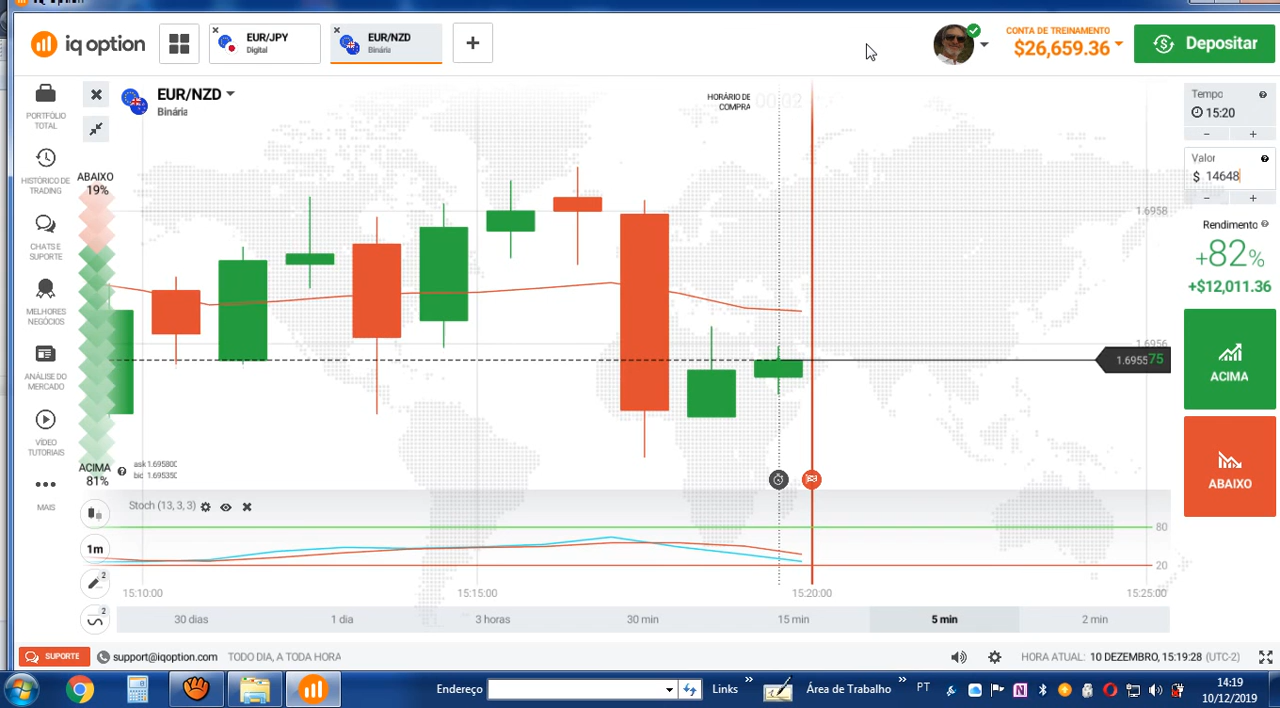 iq option
EUR/JPY
Digital
EUR/NZD
Binária
CONTA DE TREINAMENTO
$26,659.36
Depositar
PORTFÓLIO
TOTAL
HISTÓRICO DE
TRADING
CHATS E
SUPORTE
MELHORES
NEGÓCIOS
ANÁLISE DO
MERCADO
VÍDEO
TUTORIAIS
MAIS
EUR/NZD
Binária
HORÁRIO DE
COMPRA
00:02
ABAIXO
19%
ACIMA
81%
ask 1.695800
bid 1.695350
1.6958
1.6956
1.695575
Tempo
15:20
Valor
$ 14648
Rendimento
+82%
+$12,011.36
ACIMA
ABAIXO
Stoch (13, 3, 3)
80
20
1m
2
2
15:10:00 15:15:00 15:20:00 15:25:00
30 dias 1 dia 3 horas 30 min 15 min 5 min 2 min
SUPORTE support@iqoption.com TODO DIA, A TODA HORA
HORA ATUAL: 10 DEZEMBRO, 15:19:28 (UTC-2)
Endereço Links » Área de Trabalho » PT
14:19
10/12/2019